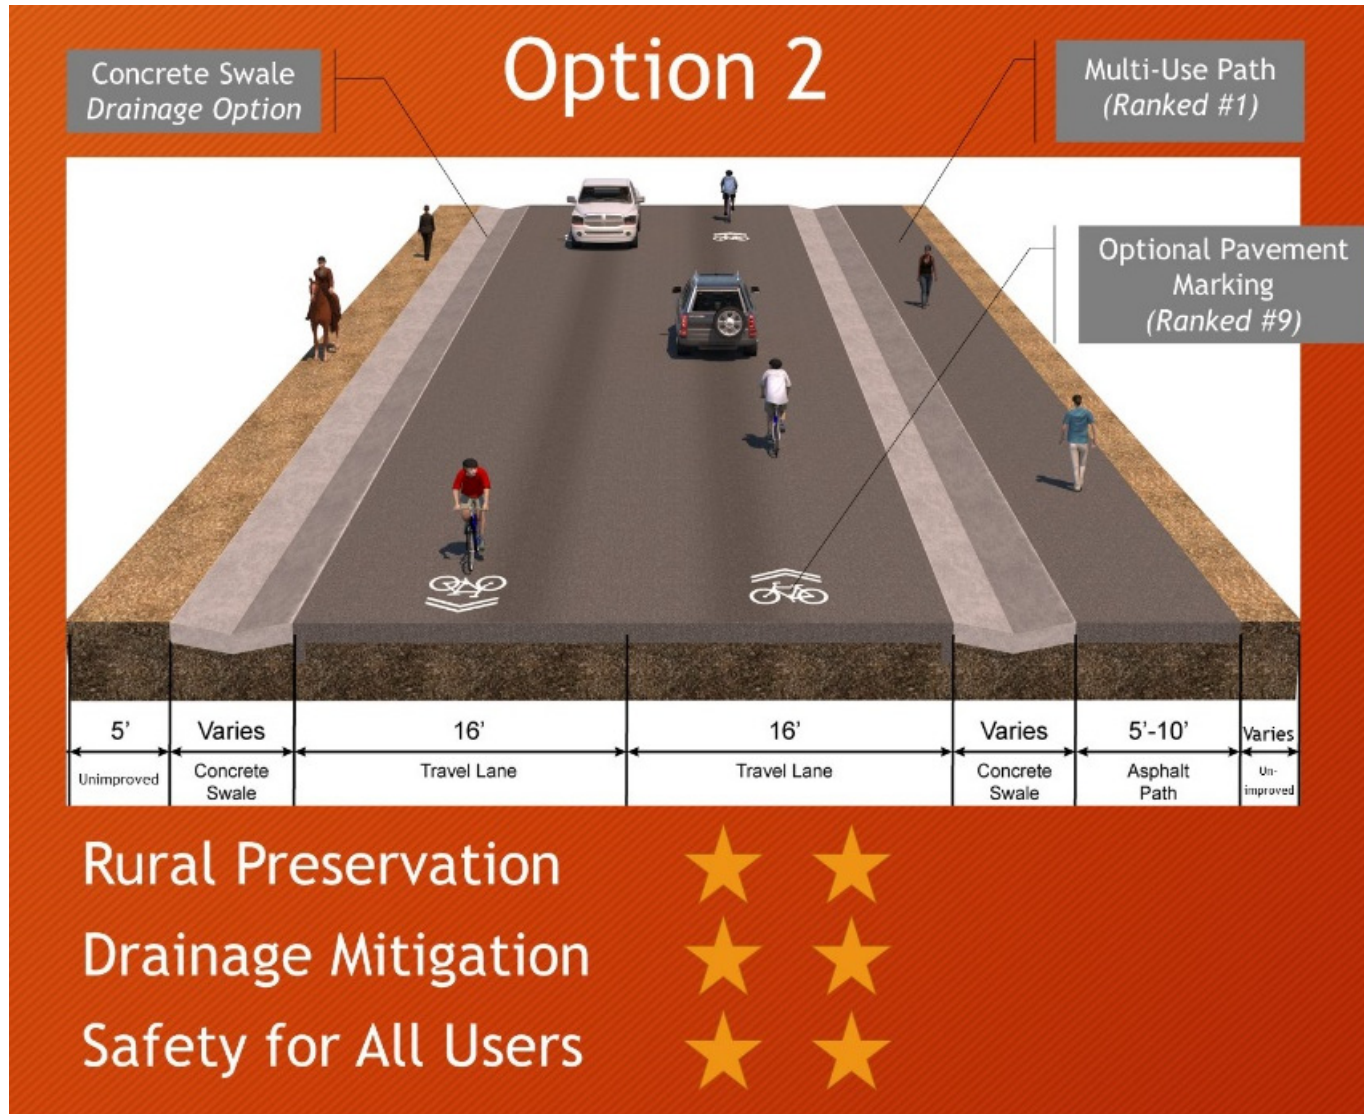 Option 2
Concrete Swale
Drainage Option
Multi-Use Path
(Ranked #1)
Optional Pavement
Marking
(Ranked #9)
5’
Varies
16’
16’
Varies
5’-10’
Varies
Unimproved
Concrete
Swale
Travel Lane
Travel Lane
Concrete
Swale
Asphalt
Path
Un-
improved
Rural Preservation
Drainage Mitigation
Safety for All Users